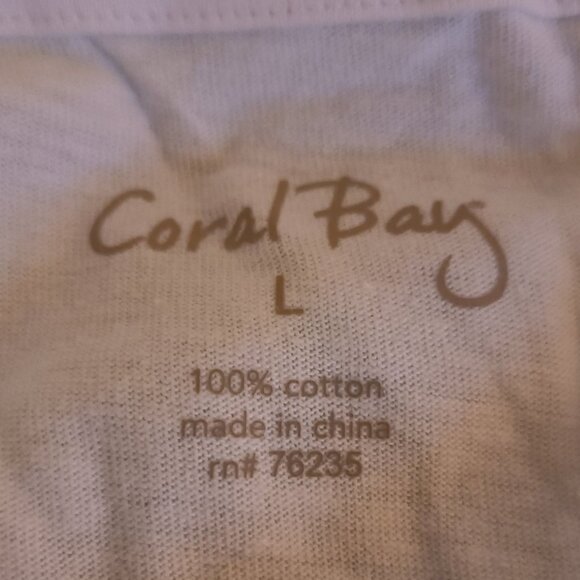 Coral Bay
L
100% cotton
made in china
rn# 76235